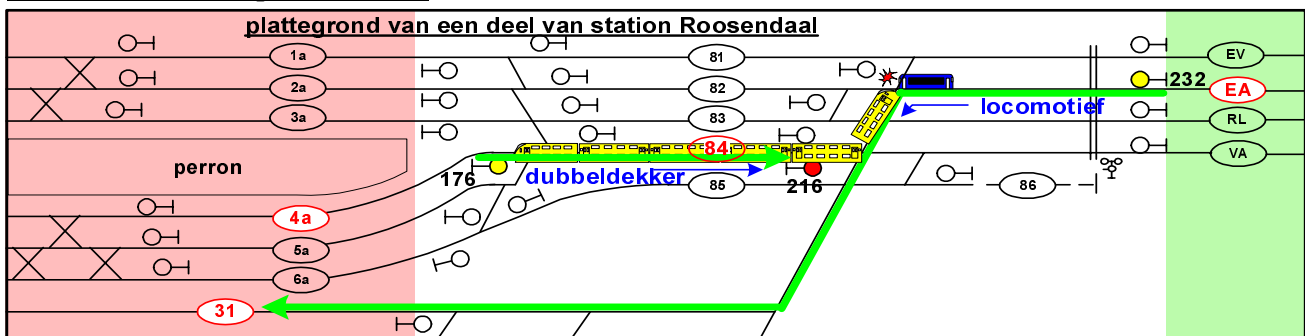 plattegrond van een deel van station Roosendaal
1a 81 EV
2a 82 232 EA
locomotief
3a 83 RL
84 VA
perron
176 dubbeldekker 216
85 86
4a
5a
6a
31